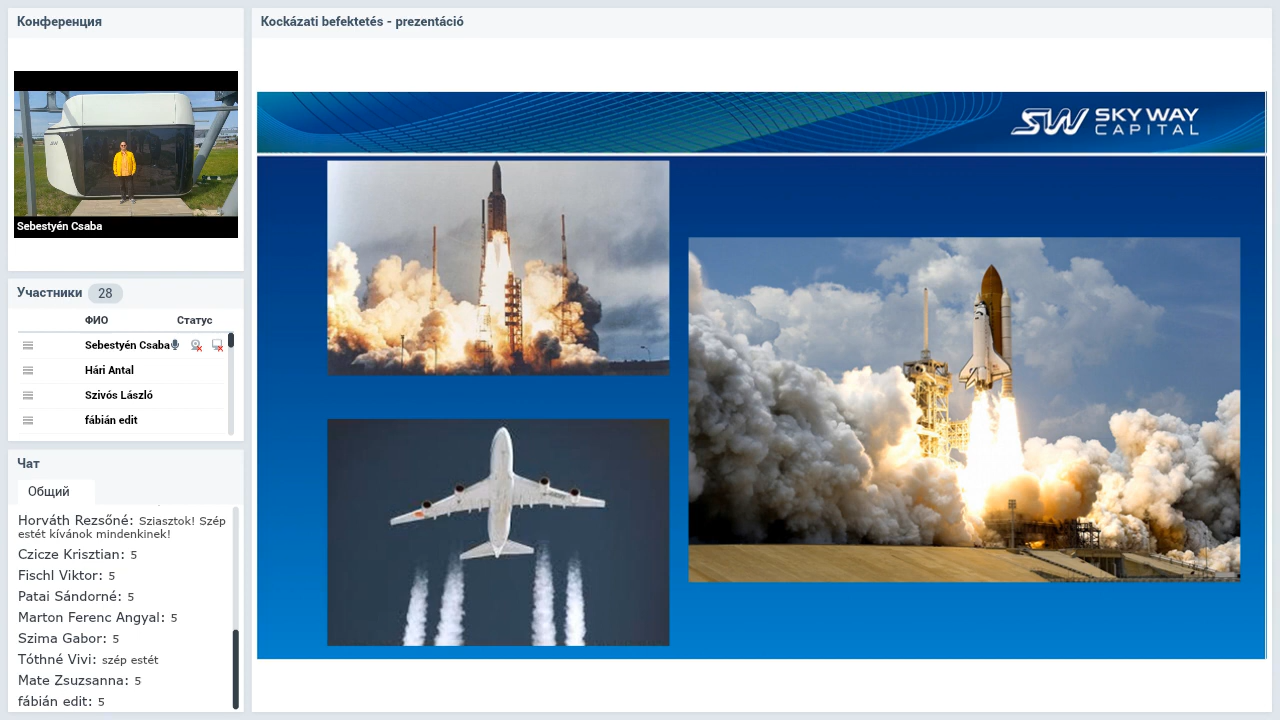 Конференция
Sebestyén Csaba
Участники 28
ФИО Статус
Sebestyén Csaba
Hári Antal
Szivós László
fábián edit
Чат
Общий
Horváth Rezsőné: Sziasztok! Szép
estét kívánok mindenkinek!
Czicze Krisztian: 5
Fischl Viktor: 5
Patai Sándorné: 5
Marton Ferenc Angyal: 5
Szima Gabor: 5
Tóthné Vivi: szép estét
Mate Zsuzsanna: 5
fábián edit: 5
Kockázati befektetés - prezentáció
SW SKY WAY
CAPITAL